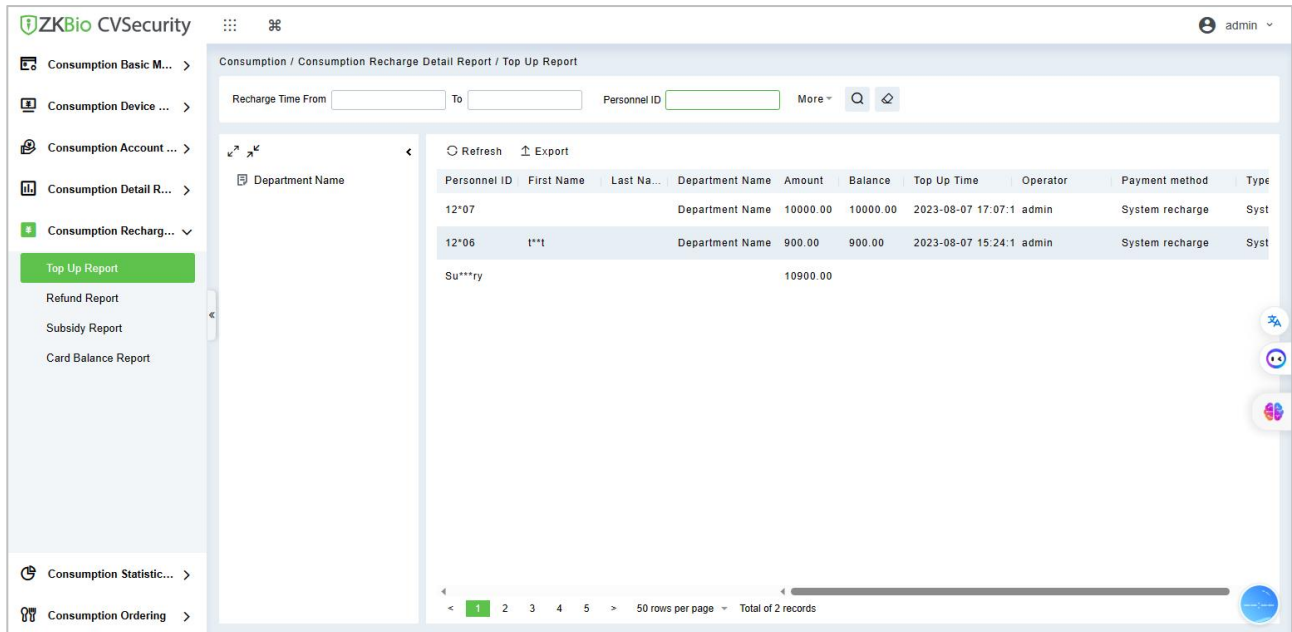 ZKBio CVSecurity
admin
Consumption Basic M...
Consumption Device ...
Consumption Account ...
Consumption Detail R...
Consumption Recharg...
Top Up Report
Refund Report
Subsidy Report
Card Balance Report
Consumption Statistic...
Consumption Ordering
Consumption / Consumption Recharge Detail Report / Top Up Report
Recharge Time From To Personnel ID More
Department Name
Refresh Export
Personnel ID First Name Last Na... Department Name Amount Balance Top Up Time Operator Payment method Type
12*07 Department Name 10000.00 10000.00 2023-08-07 17:07:1 admin System recharge Syst
12*06 t**t Department Name 900.00 900.00 2023-08-07 15:24:1 admin System recharge Syst
Su***ry 10900.00
< 1 2 3 4 5 > 50 rows per page Total of 2 records